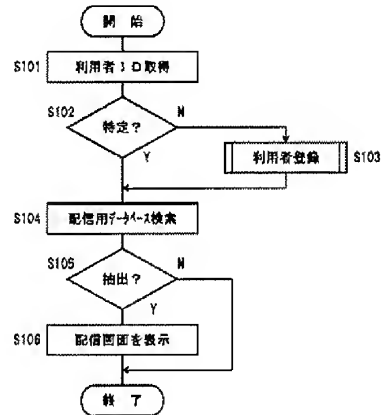 開 始
S101 利用者ID取得
S102 特定? N
Y
利用者登録 S103
S104 配信用データベース検索
S105 抽出? N
Y
S106 配信画面を表示
終 了